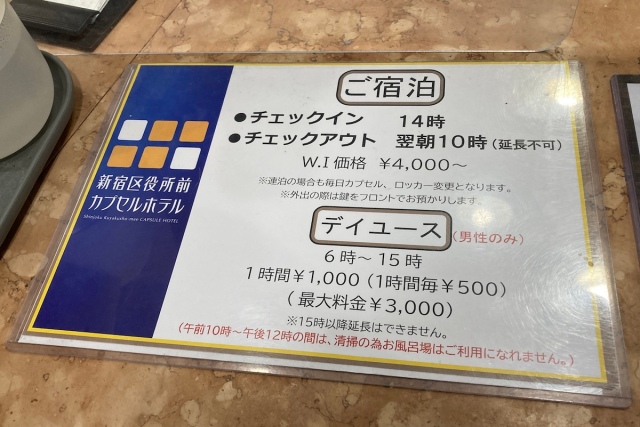 新宿区役所前
カプセルホテル
Shinjuku Kuyakusho-mae CAPSULE HOTEL
ご宿泊
●チェックイン 14時
●チェックアウト 翌朝10時(延長不可)
W.I価格 ¥4,000～
※連泊の場合も毎日カプセル、ロッカー変更となります。
※外出の際は鍵をフロントでお預かりします。
デイユース(男性のみ)
6時～15時
1時間¥1,000(1時間毎¥500)
(最大料金¥3,000)
※15時以降延長はできません。
(午前10時～午後12時の間は、清掃の為お風呂場はご利用になれません。)